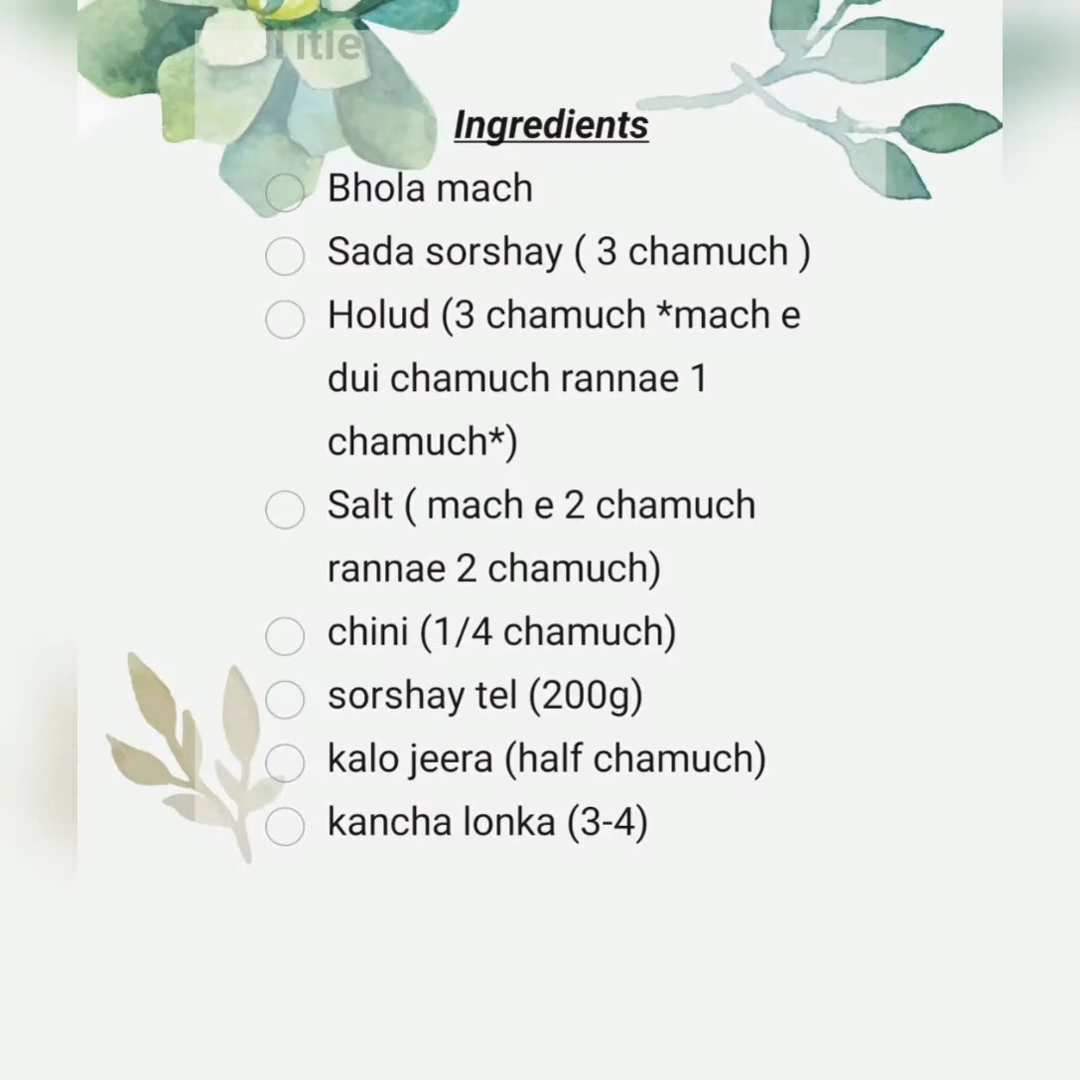 Title
Ingredients
Bhola mach
Sada sorshay ( 3 chamuch )
Holud (3 chamuch *mach e
dui chamuch rannae 1
chamuch*)
Salt ( mach e 2 chamuch
rannae 2 chamuch)
chini (1/4 chamuch)
sorshay tel (200g)
kalo jeera (half chamuch)
kancha lonka (3-4)